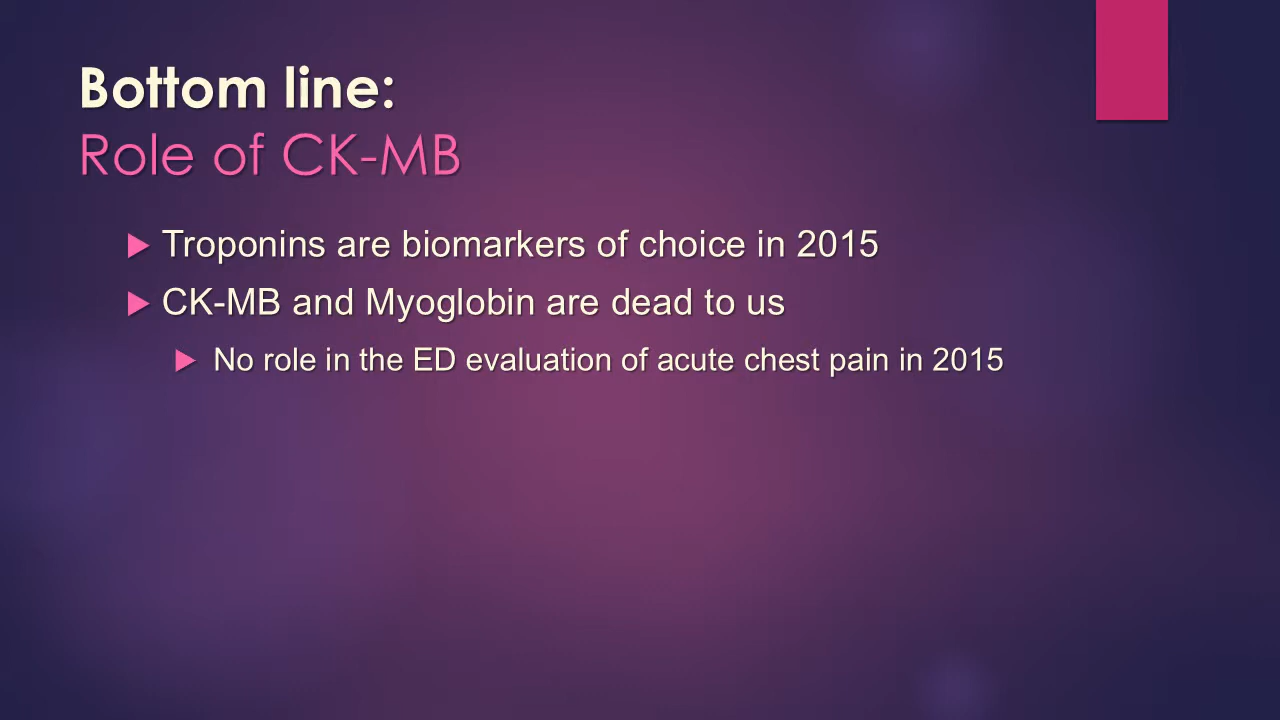 Bottom line:
Role of CK-MB
Troponins are biomarkers of choice in 2015
CK-MB and Myoglobin are dead to us
No role in the ED evaluation of acute chest pain in 2015